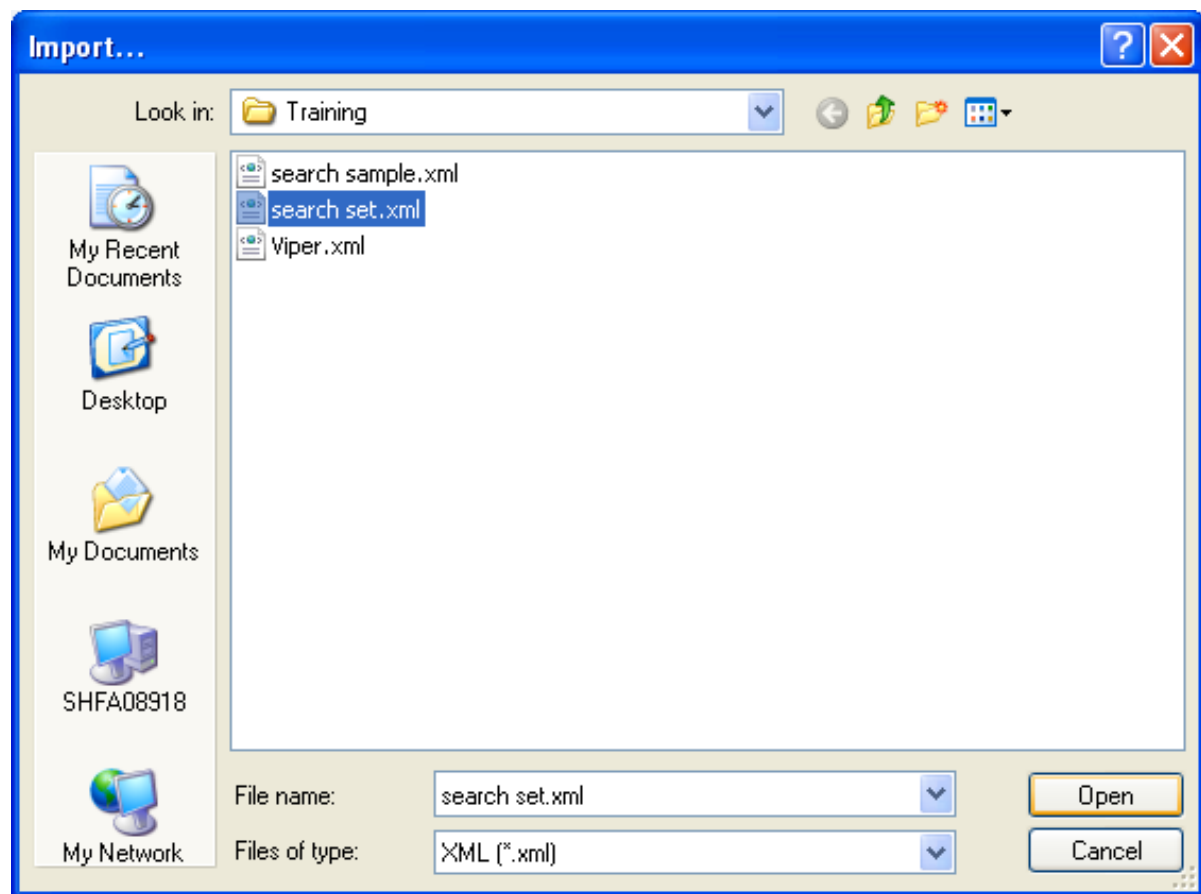 Import...
Look in:
Training
search sample.xml
search set.xml
Viper.xml
My Recent
Documents
Desktop
My Documents
SHFA08918
My Network
File name:
search set.xml
Open
Files of type:
XML (*.xml)
Cancel